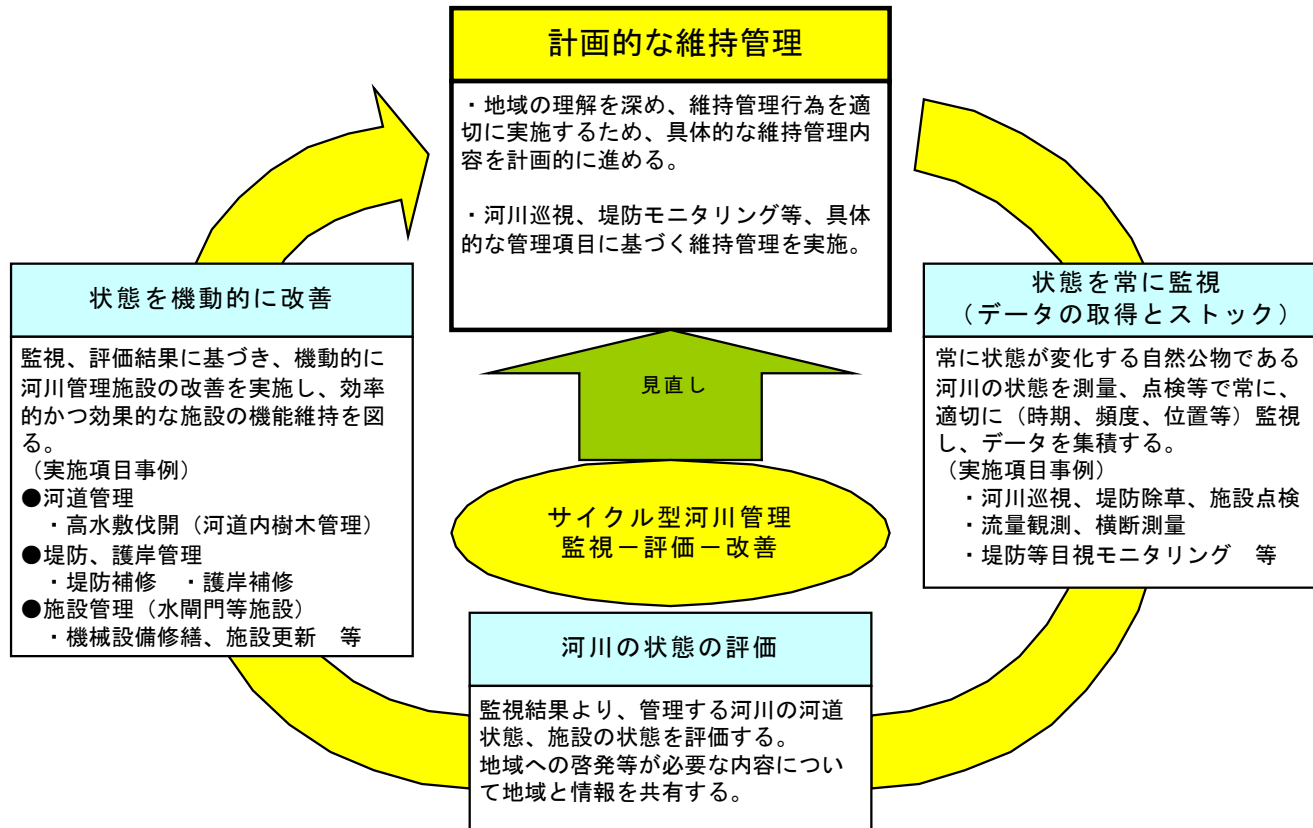 計画的な維持管理
・地域の理解を深め、維持管理行為を適
切に実施するため、具体的な維持管理内
容を計画的に進める。
・河川巡視、堤防モニタリング等、具体
的な管理項目に基づく維持管理を実施。
状態を常に監視
（データの取得とストック）
常に状態が変化する自然公物である
河川の状態を測量、点検等で常に、
適切に（時期、頻度、位置等）監視
し、データを集積する。
（実施項目事例）
・河川巡視、堤防除草、施設点検
・流量観測、横断測量
・堤防等目視モニタリング　等
河川の状態の評価
監視結果より、管理する河川の河道
状態、施設の状態を評価する。
地域への啓発等が必要な内容につい
て地域と情報を共有する。
状態を機動的に改善
監視、評価結果に基づき、機動的に
河川管理施設の改善を実施し、効率
的かつ効果的な施設の機能維持を図
る。
（実施項目事例）
●河道管理
・高水敷伐開（河道内樹木管理）
●堤防、護岸管理
・堤防補修　・護岸補修
●施設管理（水閘門等施設）
・機械設備修繕、施設更新　等
見直し
サイクル型河川管理
監視－評価－改善